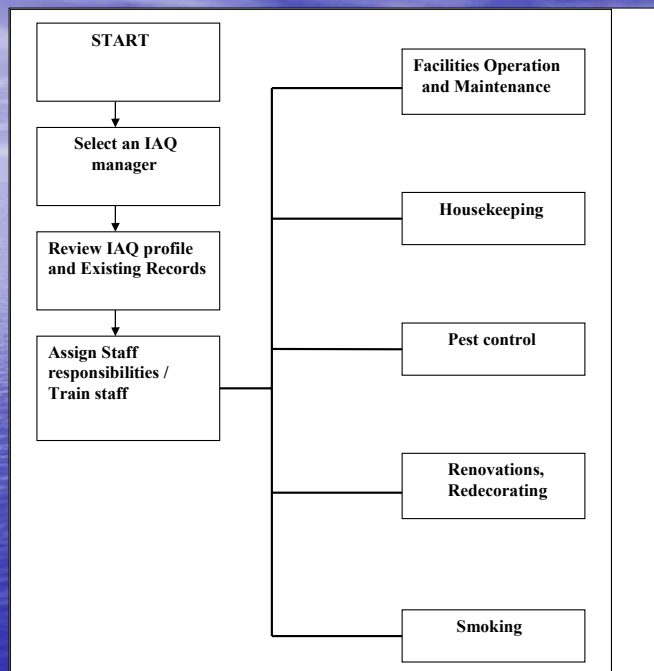 START
Select an IAQ
manager
Review IAQ profile
and Existing Records
Assign Staff
responsibilities /
Train staff
Facilities Operation
and Maintenance
Housekeeping
Pest control
Renovations,
Redecorating
Smoking